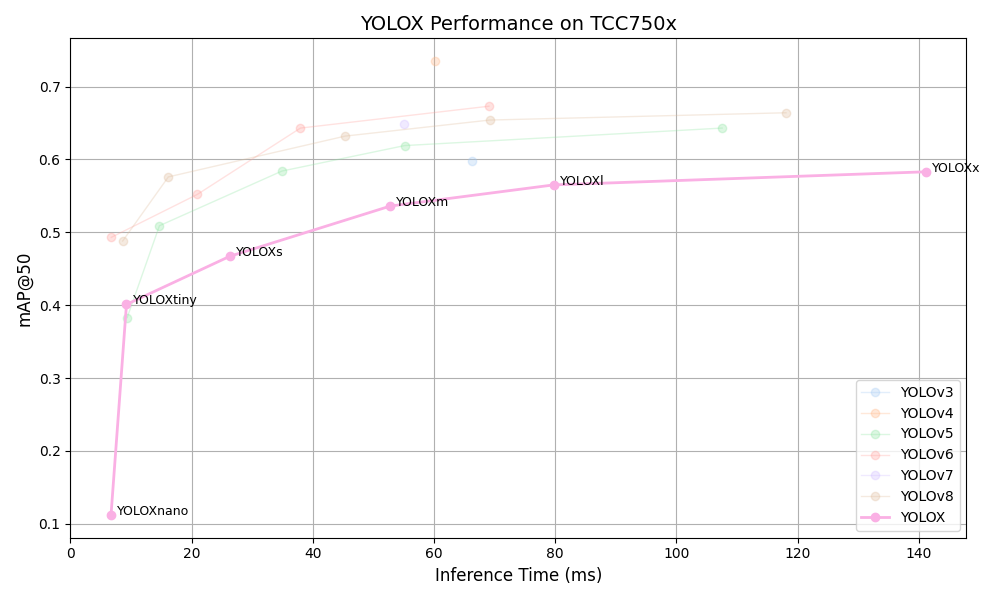 YOLOX Performance on TCC750x
mAP@50
0.7
0.6
0.5
0.4
0.3
0.2
0.1
YOLOXx
YOLOXl
YOLOXm
YOLOXs
YOLOXtiny
YOLOXnano
YOLOv3
YOLOv4
YOLOv5
YOLOv6
YOLOv7
YOLOv8
YOLOX
0 20 40 60 80 100 120 140
Inference Time (ms)